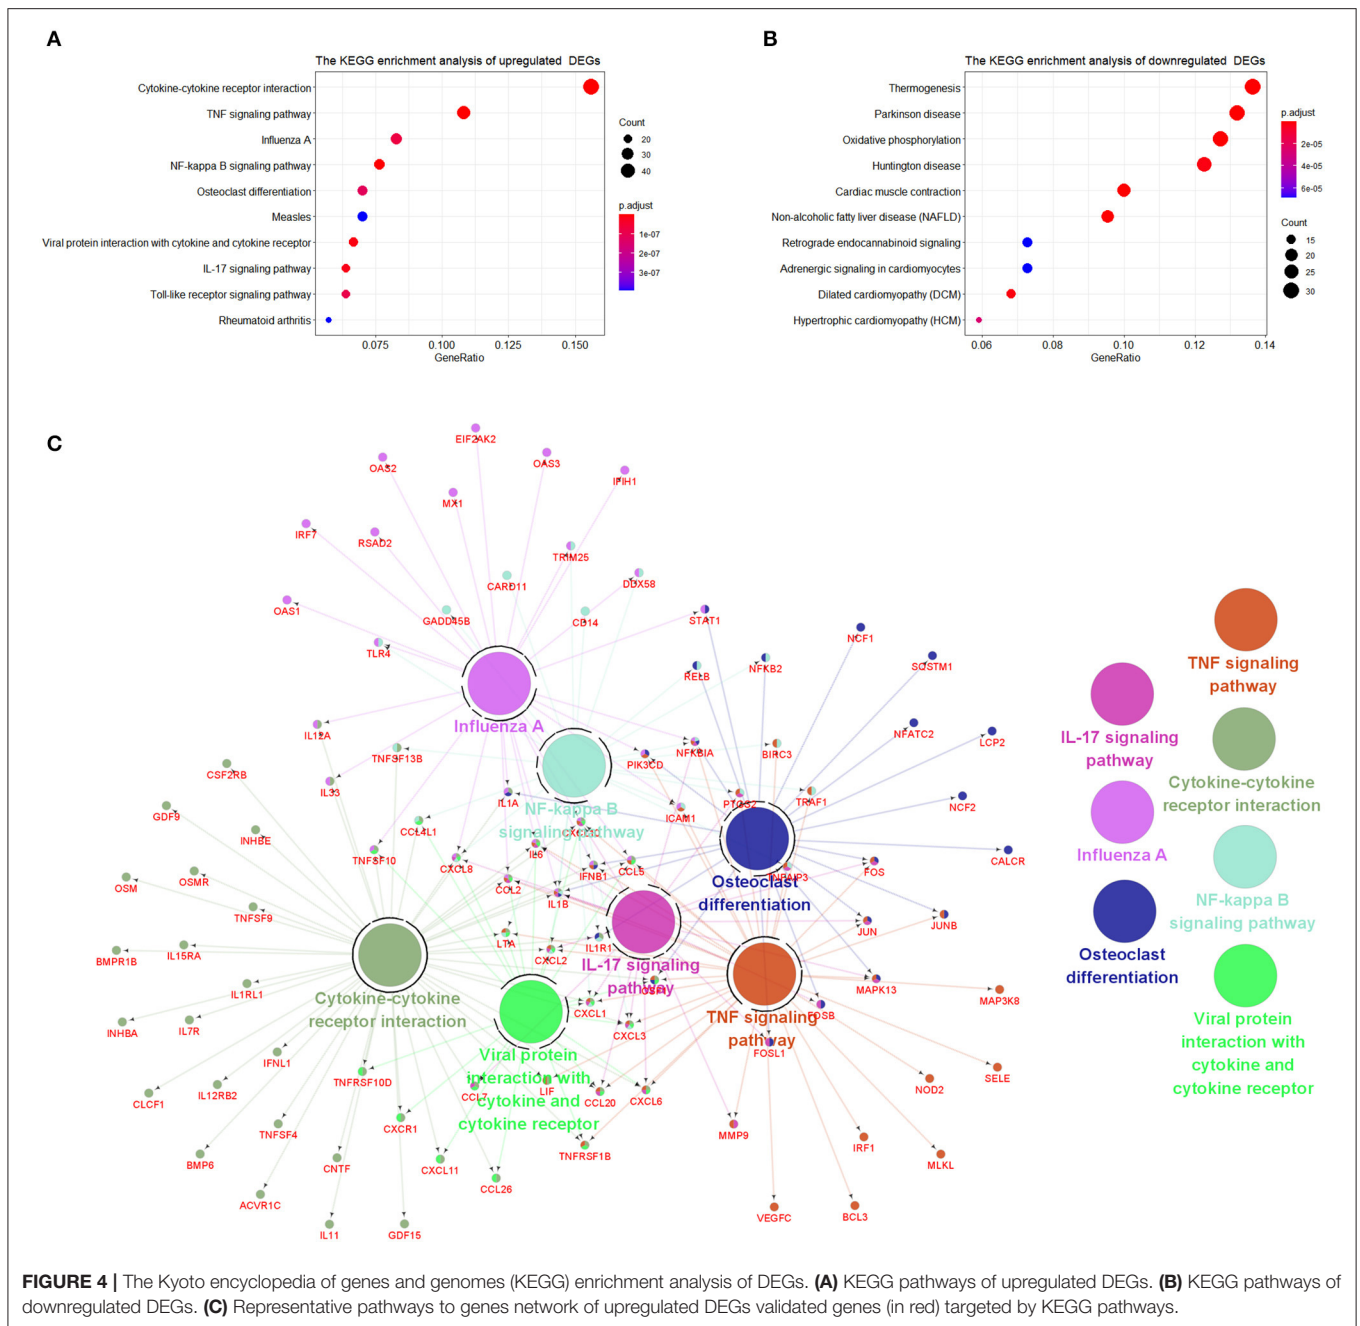 A
The KEGG enrichment analysis of upregulated DEGs
Cytokine-cytokine receptor interaction
TNF signaling pathway
Influenza A
NF-kappa B signaling pathway
Osteoclast differentiation
Measles
Viral protein interaction with cytokine and cytokine receptor
IL-17 signaling pathway
Toll-like receptor signaling pathway
Rheumatoid arthritis
0.075 0.100 0.125 0.150
GeneRatio
Count
20
30
40
p.adjust
1e-07
2e-07
3e-07
B
The KEGG enrichment analysis of downregulated DEGs
Thermogenesis
Parkinson disease
Oxidative phosphorylation
Huntington disease
Cardiac muscle contraction
Non-alcoholic fatty liver disease (NAFLD)
Retrograde endocannabinoid signaling
Adrenergic signaling in cardiomyocytes
Dilated cardiomyopathy (DCM)
Hypertrophic cardiomyopathy (HCM)
0.06 0.08 0.10 0.12 0.14
GeneRatio
p.adjust
2e-05
4e-05
6e-05
Count
15
20
25
30
C
EIF2AK2
OAS2
OAS3
IFIH1
MX1
IRF7
RSAD2
TRIM25
CARD11
DDX58
OAS1
GADD45B
CD14
STAT1
NCF1
TLR4
RELB
NFKB2
SQSTM1
Influenza A
IL12A
NFATC2
LCP2
TNFSF13B
PIK3CD
NFKBIA
BIRC3
CSF2RB
IL33
IL1A
NF-kappa B
signaling pathway
PTGS2
TRAF1
NCF2
GDF9
ICAM1
INHBE
CCL4L1
CALCR
TNFSF10
CXCL8
IL6
IFNB1
CCL5
TNFAIP3
FOS
OSM
OSMR
CCL2
IL1B
Osteoclast
differentiation
TNFSF9
JUN
JUNB
LTA
IL1R1
BMPR1B
IL15RA
CXCL2
IL-17 signaling
pathway
IL1RL1
MAPK13
MAP3K8
Cytokine-cytokine
receptor interaction
CXCL1
FOSB
TNF signaling
pathway
INHBA
IL7R
CXCL3
FOSL1
IFNL1
Viral protein
interaction with
cytokine and
cytokine receptor
TNFRSF10D
SELE
CLCF1
IL12RB2
CCL7
LIF
CCL20
CXCL6
NOD2
TNFSF4
CXCR1
MMP9
IRF1
BMP6
CNTF
CXCL11
TNFRSF1B
MLKL
ACVR1C
CCL26
VEGFC
BCL3
IL11
GDF15
TNF signaling
pathway
IL-17 signaling
pathway
Cytokine-cytokine
receptor interaction
Influenza A
NF-kappa B
signaling pathway
Osteoclast
differentiation
Viral protein
interaction with
cytokine and
cytokine receptor
FIGURE 4 | The Kyoto encyclopedia of genes and genomes (KEGG) enrichment analysis of DEGs. (A) KEGG pathways of upregulated DEGs. (B) KEGG pathways of
downregulated DEGs. (C) Representative pathways to genes network of upregulated DEGs validated genes (in red) targeted by KEGG pathways.